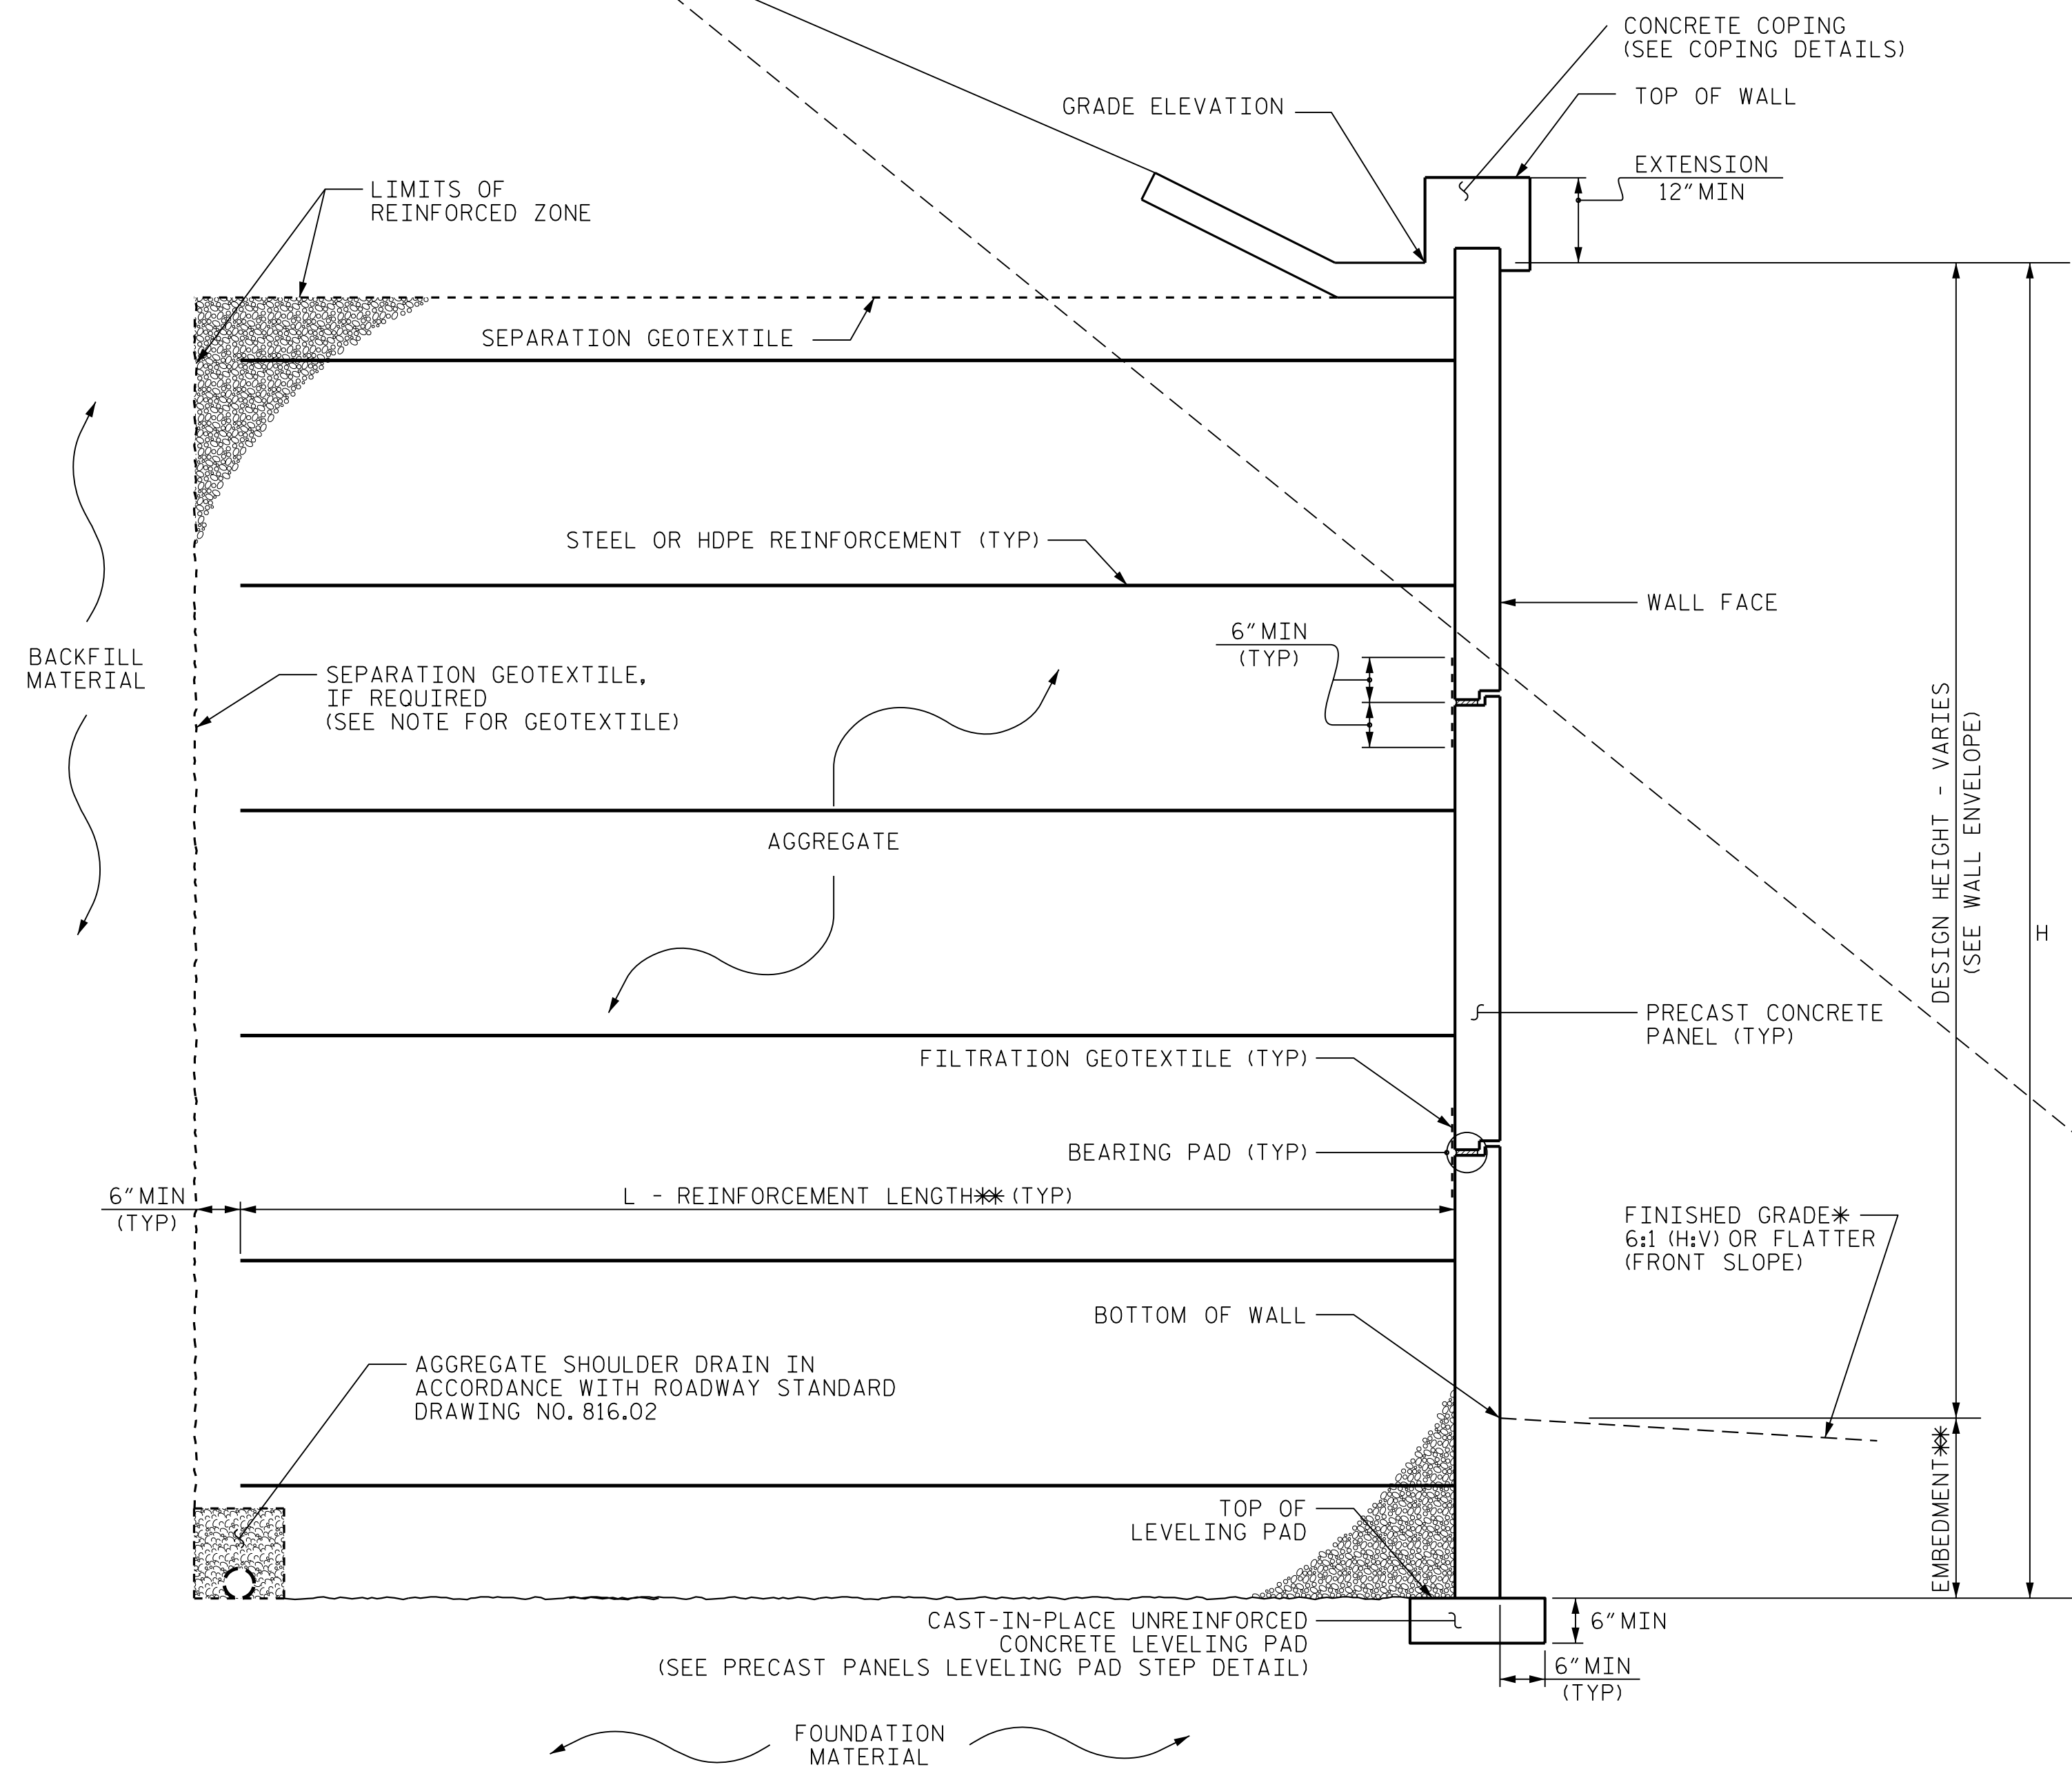 CONCRETE COPING
(SEE COPING DETAILS)
TOP OF WALL
GRADE ELEVATION
EXTENSION
12" MIN
LIMITS OF
REINFORCED ZONE
SEPARATION GEOTEXTILE
STEEL OR HDPE REINFORCEMENT (TYP)
WALL FACE
6" MIN
(TYP)
BACKFILL
MATERIAL
SEPARATION GEOTEXTILE,
IF REQUIRED
(SEE NOTE FOR GEOTEXTILE)
DESIGN HEIGHT - VARIES
(SEE WALL ENVELOPE)
H
AGGREGATE
PRECAST CONCRETE
PANEL (TYP)
FILTRATION GEOTEXTILE (TYP)
BEARING PAD (TYP)
6" MIN
(TYP)
L - REINFORCEMENT LENGTH** (TYP)
FINISHED GRADE*
6:1 (H:V) OR FLATTER
(FRONT SLOPE)
BOTTOM OF WALL
AGGREGATE SHOULDER DRAIN IN
ACCORDANCE WITH ROADWAY STANDARD
DRAWING NO. 816.02
EMBEDMENT**
TOP OF
LEVELING PAD
CAST-IN-PLACE UNREINFORCED
CONCRETE LEVELING PAD
(SEE PRECAST PANELS LEVELING PAD STEP DETAIL)
6" MIN
6" MIN
(TYP)
FOUNDATION
MATERIAL